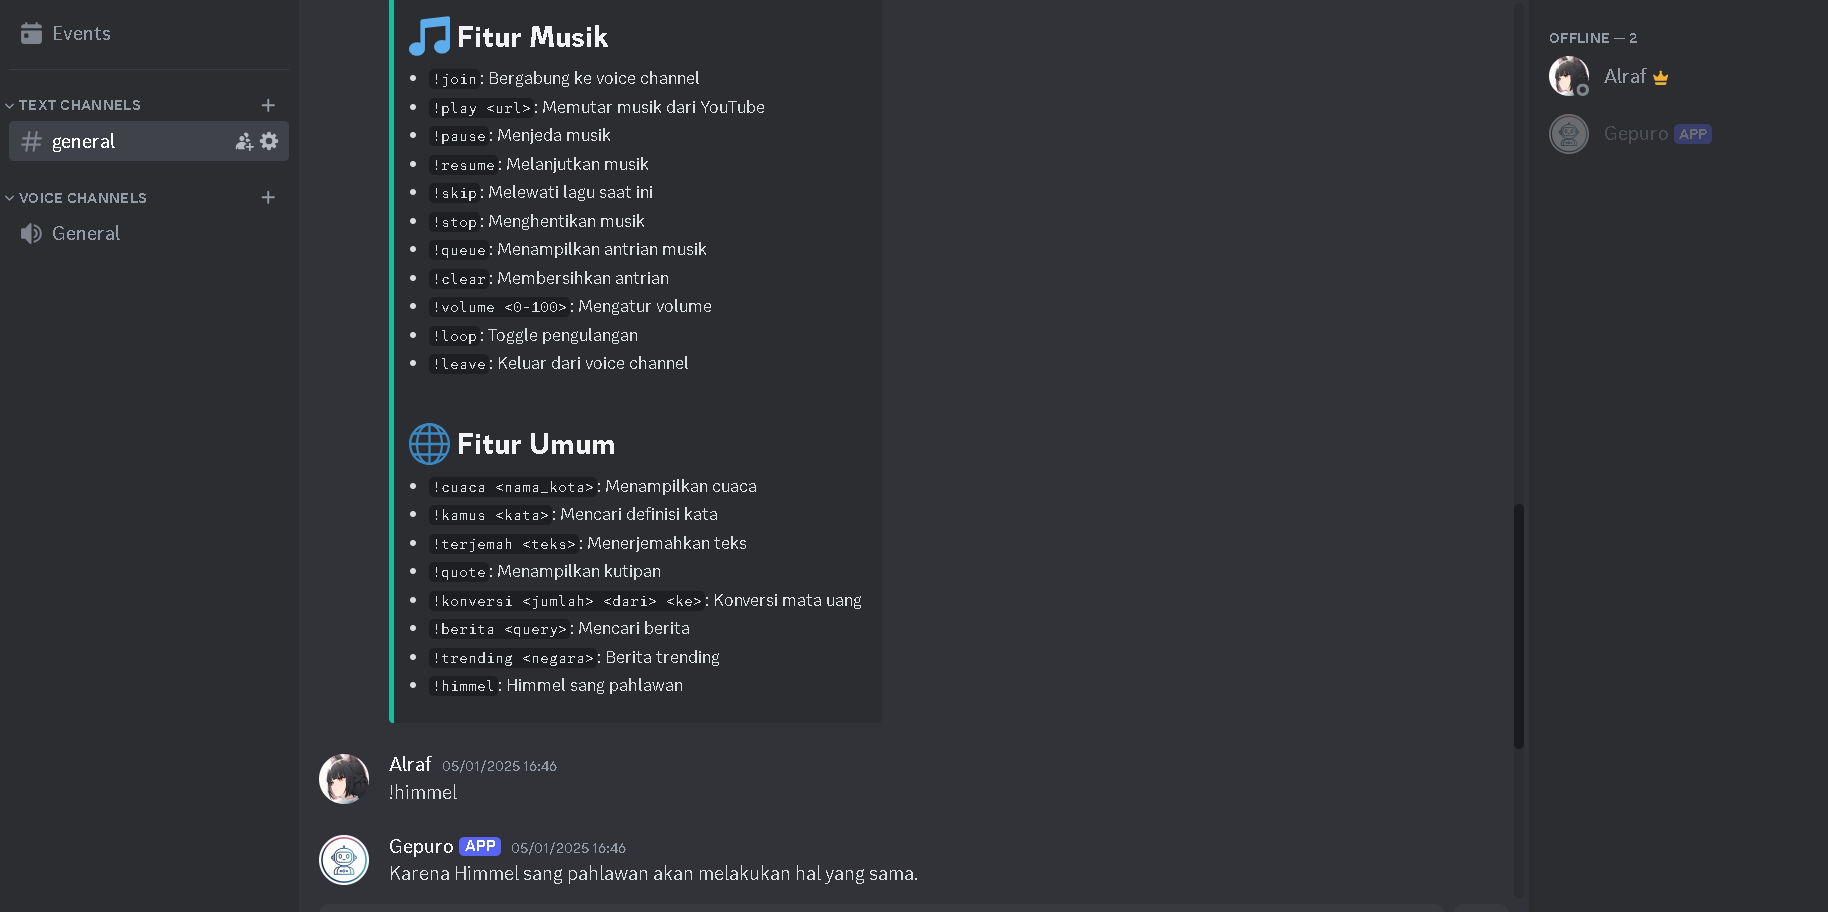 Events
TEXT CHANNELS
general
VOICE CHANNELS
General
Fitur Musik
!join: Bergabung ke voice channel
!play <url>: Memutar musik dari YouTube
!pause: Menjeda musik
!resume: Melanjutkan musik
!skip: Melewati lagu saat ini
!stop: Menghentikan musik
!queue: Menampilkan antrian musik
!clear: Membersihkan antrian
!volume <0-100>: Mengatur volume
!loop: Toggle pengulangan
!leave: Keluar dari voice channel
Fitur Umum
!cuaca <nama_kota>: Menampilkan cuaca
!kamus <kata>: Mencari definisi kata
!terjemah <teks>: Menerjemahkan teks
!quote: Menampilkan kutipan
!konversi <jumlah> <dari> <ke>: Konversi mata uang
!berita <query>: Mencari berita
!trending <negara>: Berita trending
!himmel: Himmel sang pahlawan
Alraf 05/01/2025 16:46
!himmel
Gepuro APP 05/01/2025 16:46
Karena Himmel sang pahlawan akan melakukan hal yang sama.
OFFLINE — 2
Alraf
Gepuro APP